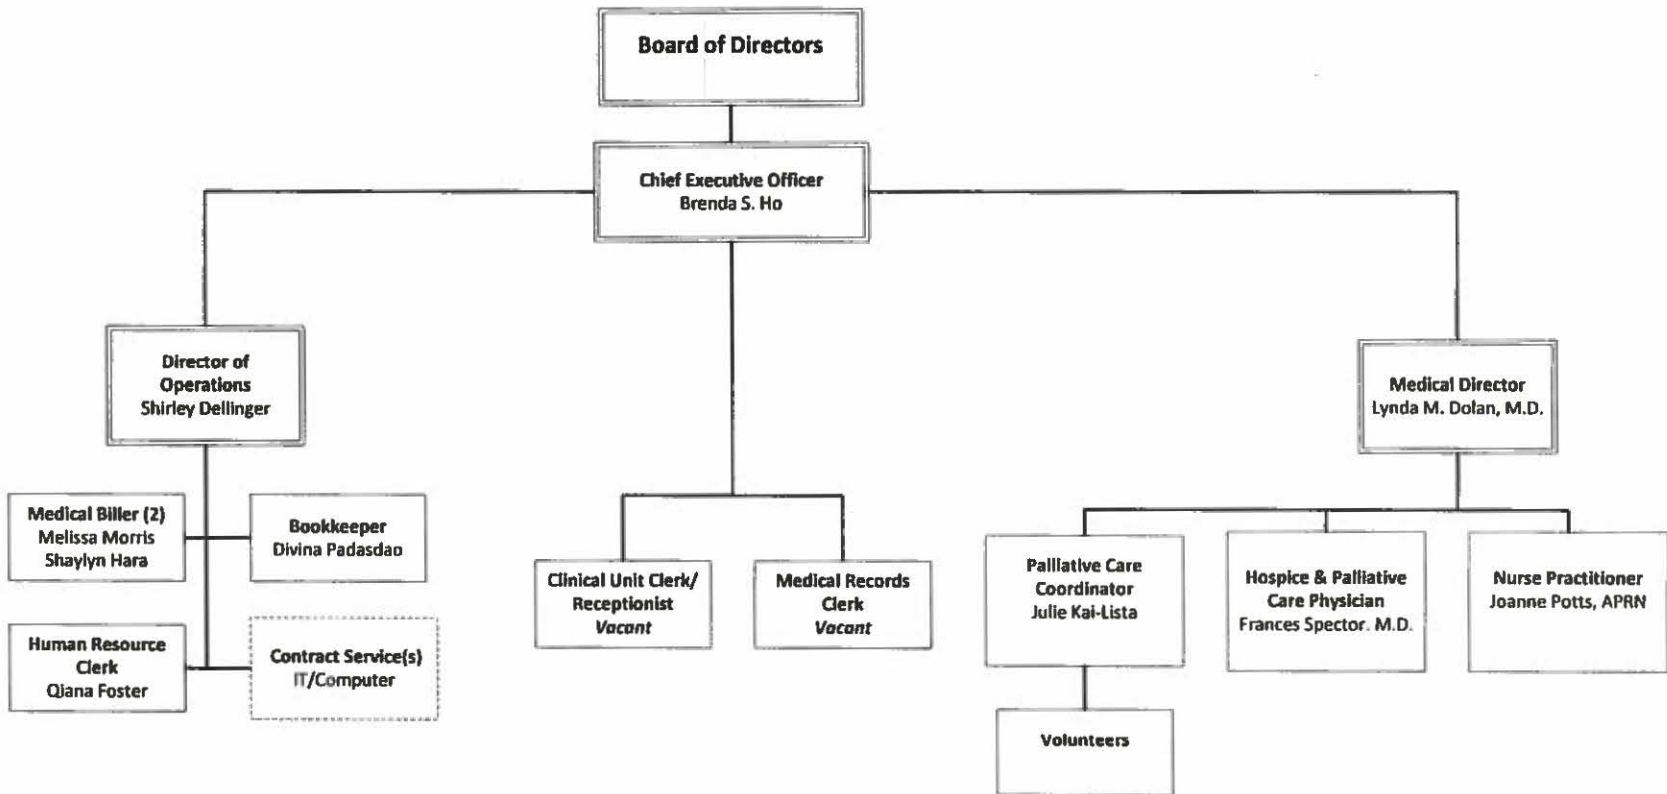 Board of Directors
Chief Executive Officer
Brenda S. Ho
Director of
Operations
Shirley Dellinger
Medical Director
Lynda M. Dolan, M.D.
Medical Biller (2)
Melissa Morris
Shaylyn Hara
Bookkeeper
Divina Padasdao
Clinical Unit Clerk/
Receptionist
Vacant
Medical Records
Clerk
Vacant
Palliative Care
Coordinator
Julie Kai-Lista
Hospice & Palliative
Care Physician
Frances Spector. M.D.
Nurse Practitioner
Joanne Potts, APRN
Human Resource
Clerk
Qiana Foster
Contract Service(s)
IT/Computer
Volunteers